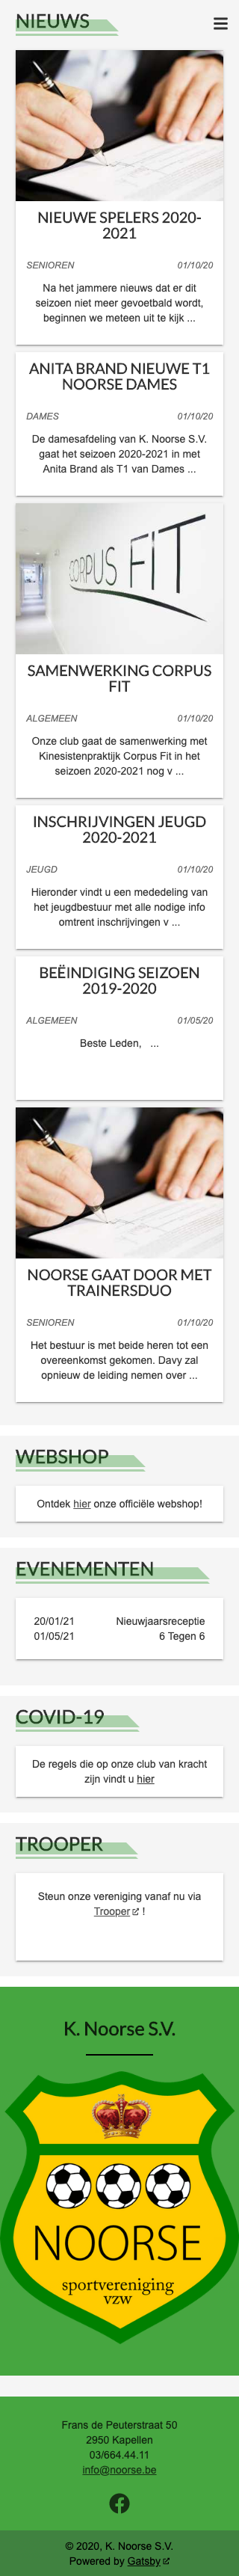 NIEUWS
NIEUWE SPELERS 2020-
2021
SENIOREN 01/10/20
Na het jammere nieuws dat er dit
seizoen niet meer gevoetbald wordt,
beginnen we meteen uit te kijk ...
ANITA BRAND NIEUWE T1
NOORSE DAMES
DAMES 01/10/20
De damesafdeling van K. Noorse S.V.
gaat het seizoen 2020-2021 in met
Anita Brand als T1 van Dames ...
CORPUS FIT
SAMENWERKING CORPUS
FIT
ALGEMEEN 01/10/20
Onze club gaat de samenwerking met
Kinesistenpraktijk Corpus Fit in het
seizoen 2020-2021 nog v ...
INSCHRIJVINGEN JEUGD
2020-2021
JEUGD 01/10/20
Hieronder vindt u een mededeling van
het jeugdbestuur met alle nodige info
omtrent inschrijvingen v ...
BEËINDIGING SEIZOEN
2019-2020
ALGEMEEN 01/05/20
Beste Leden, ...
NOORSE GAAT DOOR MET
TRAINERSDUO
SENIOREN 01/10/20
Het bestuur is met beide heren tot een
overeenkomst gekomen. Davy zal
opnieuw de leiding nemen over ...
WEBSHOP
Ontdek hier onze officiële webshop!
EVENEMENTEN
20/01/21 Nieuwjaarsreceptie
01/05/21 6 Tegen 6
COVID-19
De regels die op onze club van kracht
zijn vindt u hier
TROOPER
Steun onze vereniging vanaf nu via
Trooper !
K. Noorse S.V.
NOORSE
sportvereniging
vzw
Frans de Peuterstraat 50
2950 Kapellen
03/664.44.11
info@noorse.be
© 2020, K. Noorse S.V.
Powered by Gatsby